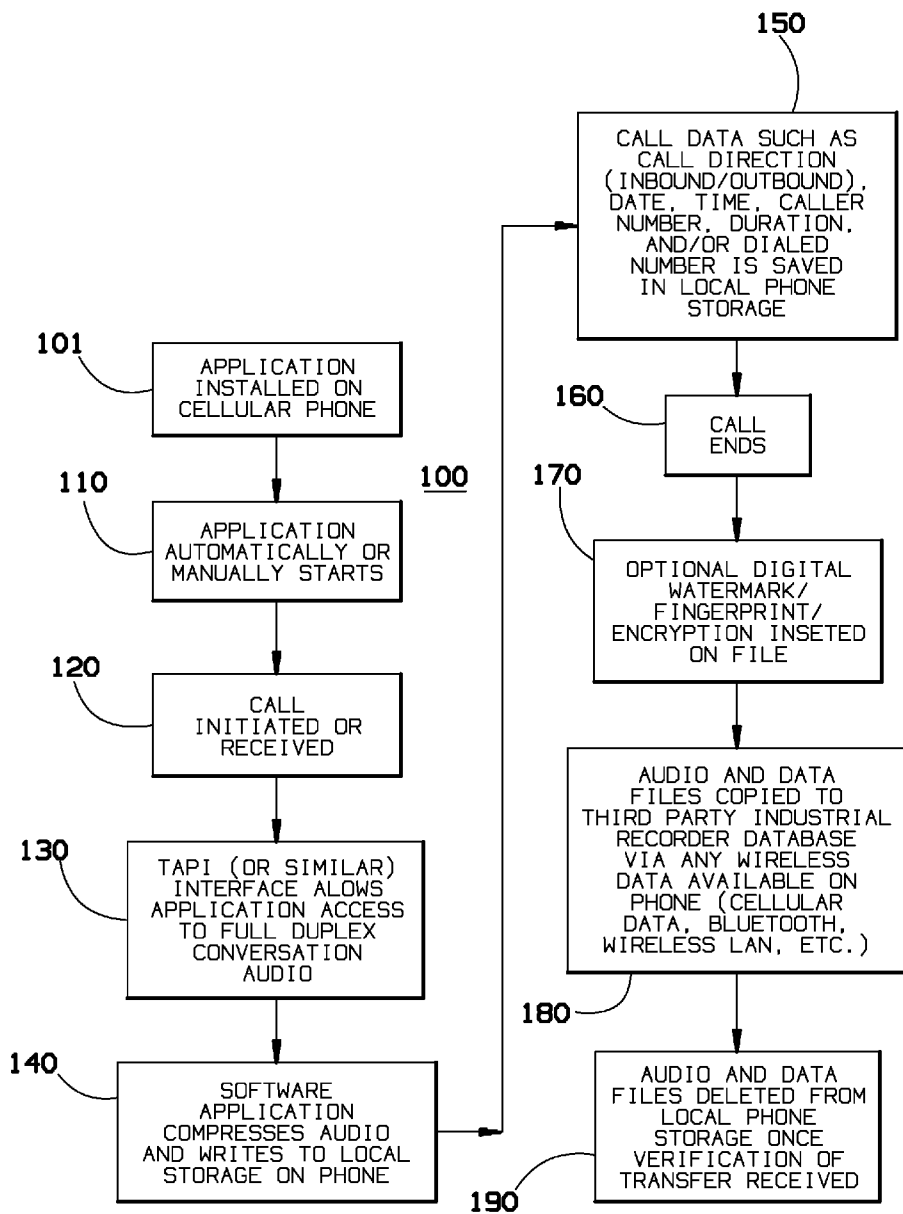 101
APPLICATION
INSTALLED ON
CELLULAR PHONE
100
110
APPLICATION
AUTOMATICALLY OR
MANUALLY STARTS
120
CALL
INITIATED OR
RECEIVED
130
TAPI (OR SIMILAR)
INTERFACE ALOWS
APPLICATION ACCESS
TO FULL DUPLEX
CONVERSATION
AUDIO
140
SOFTWARE
APPLICATION
COMPRESSES AUDIO
AND WRITES TO LOCAL
STORAGE ON PHONE
150
CALL DATA SUCH AS
CALL DIRECTION
(INBOUND/OUTBOUND),
DATE, TIME, CALLER
NUMBER, DURATION,
AND/OR DIALED
NUMBER IS SAVED
IN LOCAL PHONE
STORAGE
160
CALL
ENDS
170
OPTIONAL DIGITAL
WATERMARK/
FINGERPRINT/
ENCRYPTION INSETED
ON FILE
AUDIO AND DATA
FILES COPIED TO
THIRD PARTY INDUSTRIAL
RECORDER DATABASE
VIA ANY WIRELESS
DATA AVAILABLE ON
PHONE (CELLULAR
DATA, BLUETOOTH,
WIRELESS LAN, ETC.)
180
AUDIO AND DATA
FILES DELETED FROM
LOCAL PHONE
STORAGE ONCE
VERIFICATION OF
TRANSFER RECEIVED
190